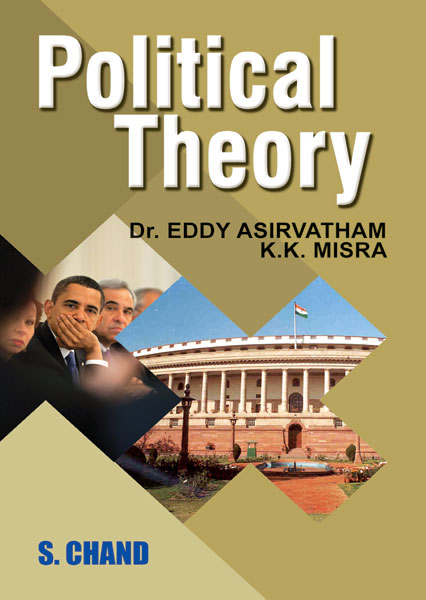 Political
Theory
Dr. EDDY ASIRVATHAM
K.K. MISRA
S. CHAND